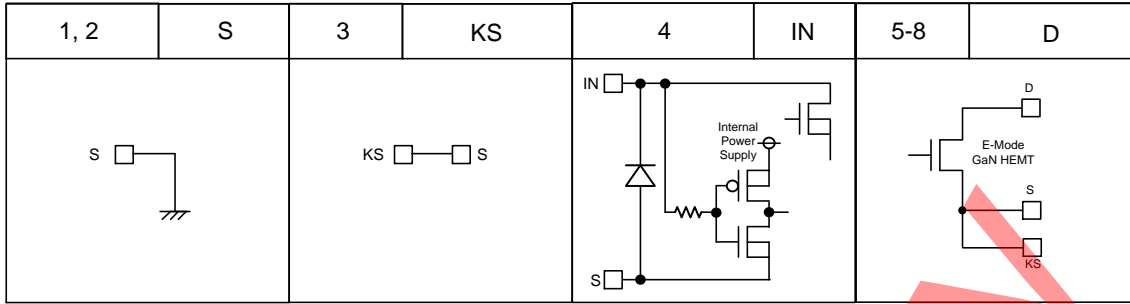 1, 2 S 3 KS 4 IN 5-8 D
S
KS S
IN
Internal
Power
Supply
S
D
E-Mode
GaN HEMT
S
KS